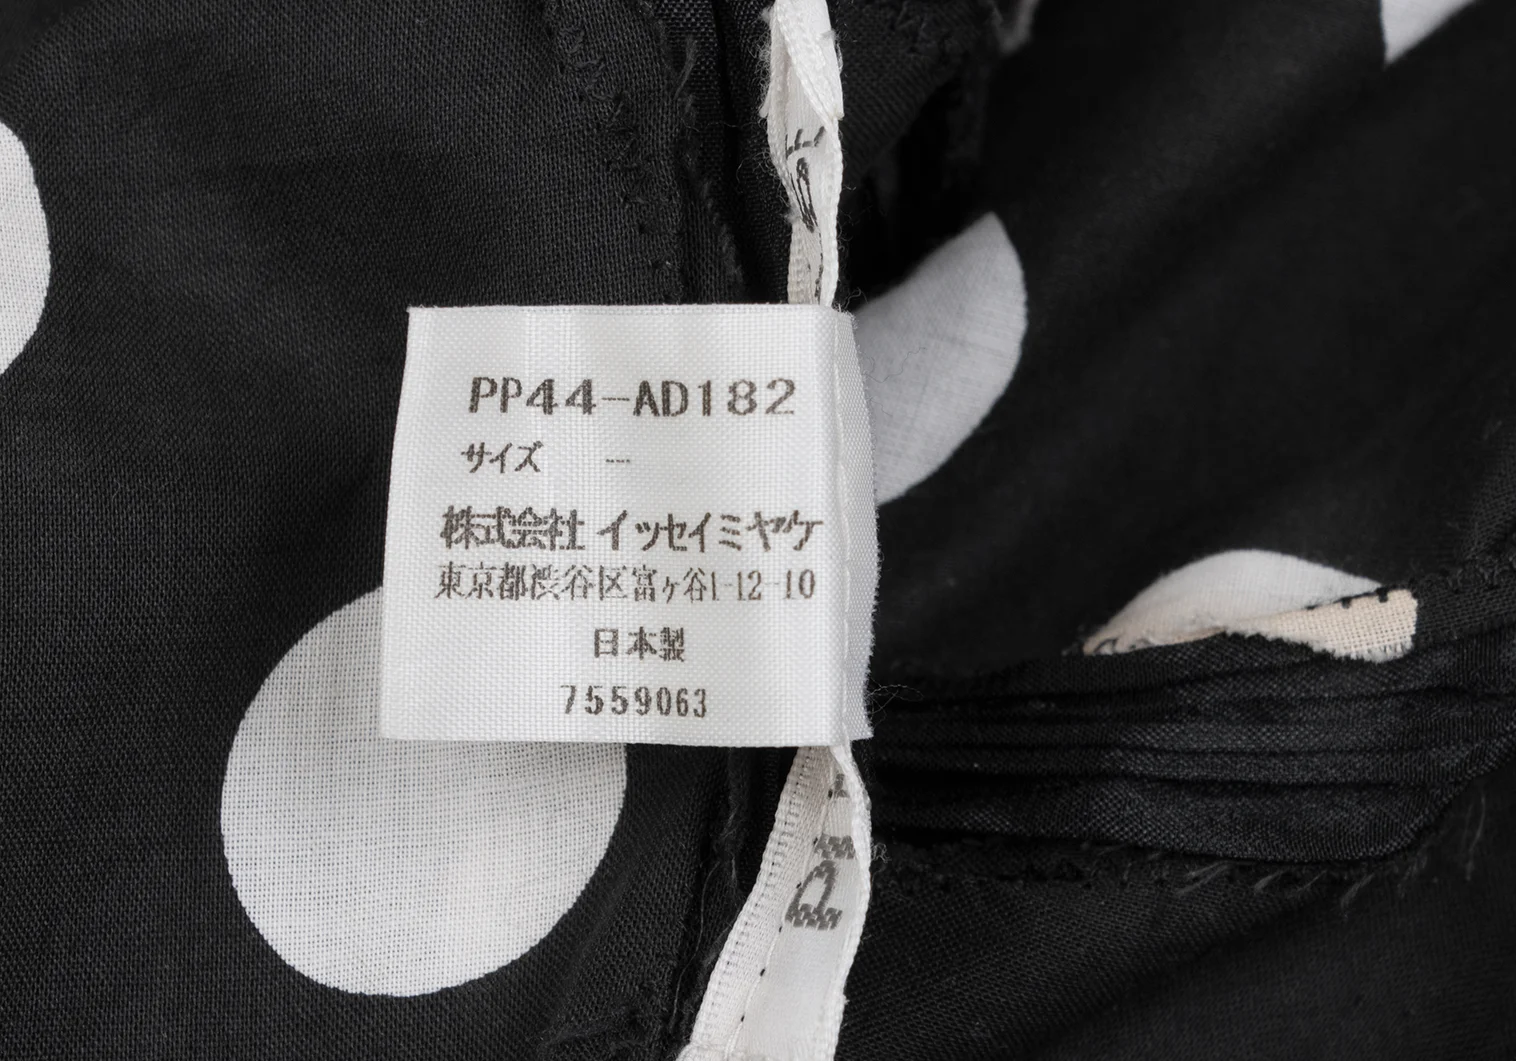 PP44-AD182
サイズ --
株式会社 イッセイミヤケ
東京都渋谷区富ヶ谷1-12-10
日本製
7559063